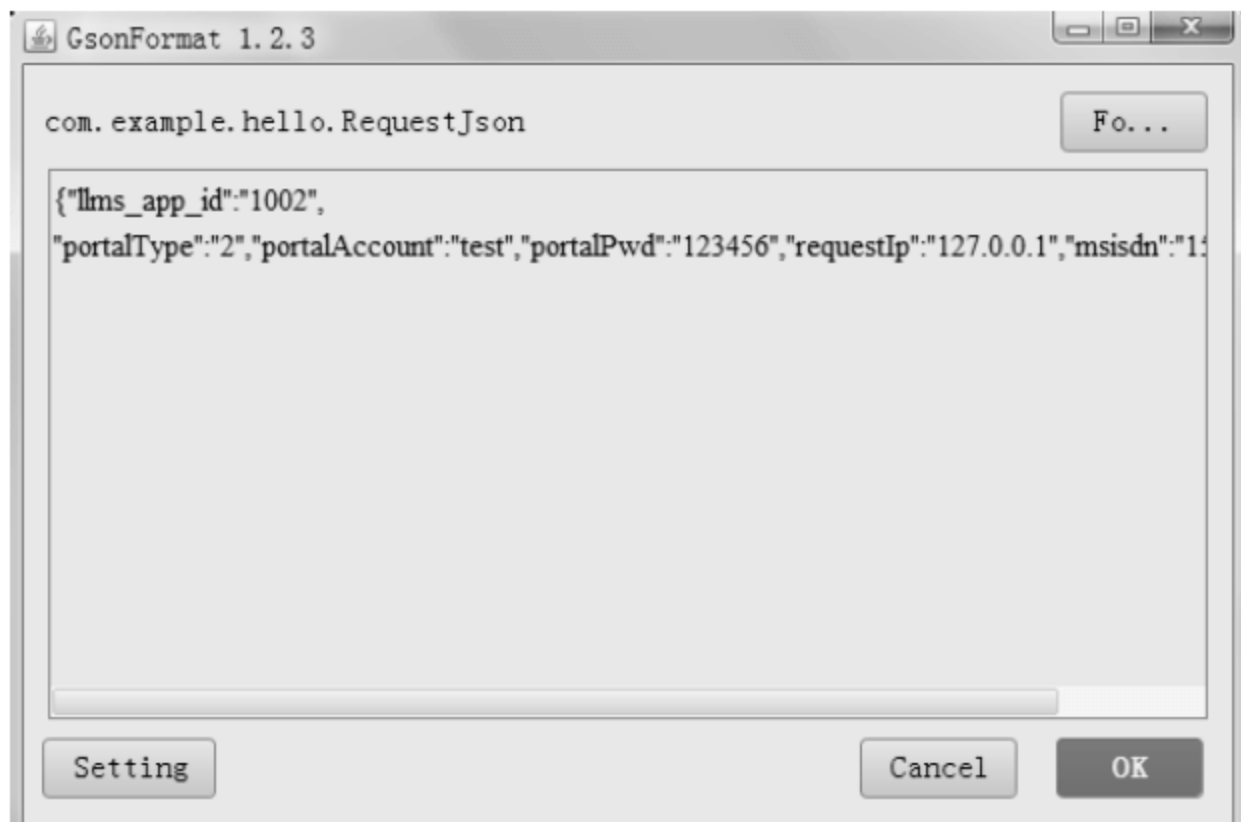 GsonFormat 1.2.3
com.example.hello.RequestJson
Fo...
{"llms_app_id":"1002",
"portalType":"2","portalAccount":"test","portalPwd":"123456","requestIp":"127.0.0.1","msisdn":"15
Setting
Cancel
OK